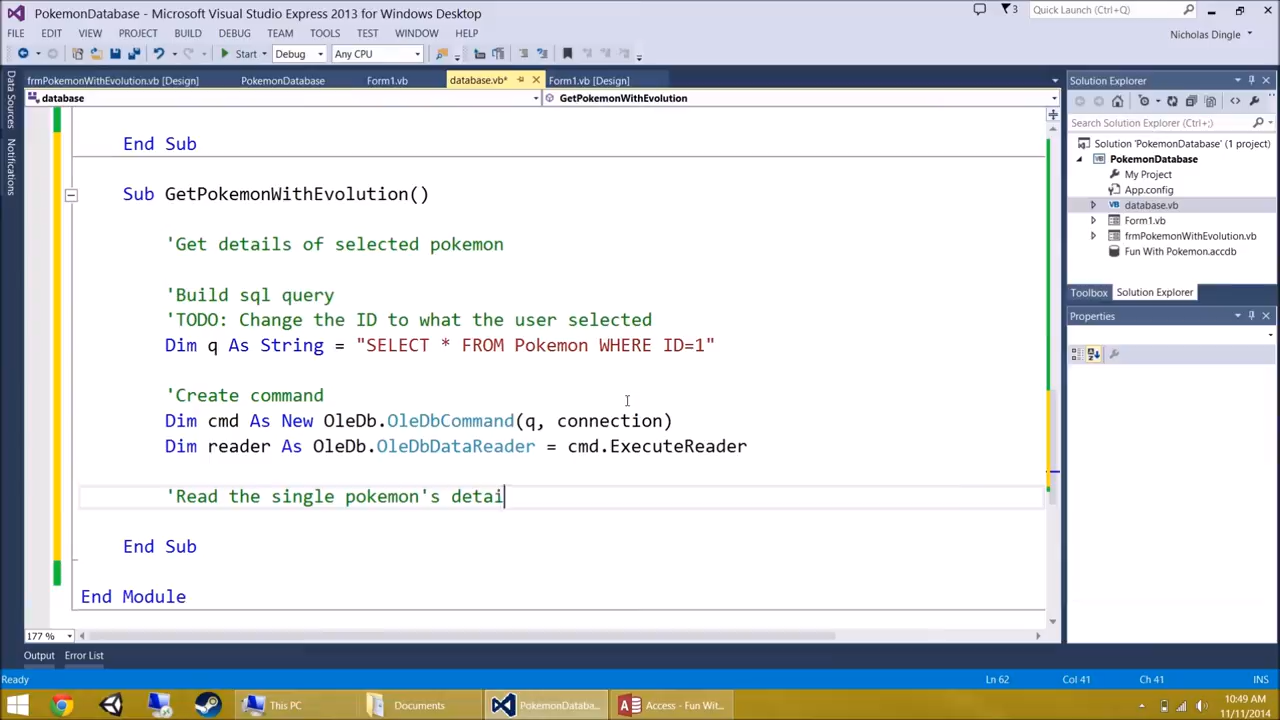 PokemonDatabase - Microsoft Visual Studio Express 2013 for Windows Desktop
3
Quick Launch (Ctrl+Q)
FILE EDIT VIEW PROJECT BUILD DEBUG TEAM TOOLS TEST WINDOW HELP
Nicholas Dingle
Start Debug Any CPU
Data Sources
Notifications
frmPokemonWithEvolution.vb [Design] PokemonDatabase Form1.vb database.vb* Form1.vb [Design]
database GetPokemonWithEvolution
End Sub
Sub GetPokemonWithEvolution()
'Get details of selected pokemon
'Build sql query
'TODO: Change the ID to what the user selected
Dim q As String = "SELECT * FROM Pokemon WHERE ID=1"
'Create command
Dim cmd As New OleDb.OleDbCommand(q, connection)
Dim reader As OleDb.OleDbDataReader = cmd.ExecuteReader
'Read the single pokemon's detai
End Sub
End Module
177 %
Solution Explorer
Search Solution Explorer (Ctrl+;)
Solution 'PokemonDatabase' (1 project)
PokemonDatabase
My Project
App.config
database.vb
Form1.vb
frmPokemonWithEvolution.vb
Fun With Pokemon.accdb
Toolbox Solution Explorer
Properties
Output Error List
Ready Ln 62 Col 41 Ch 41 INS
This PC Documents PokemonDataba... Access - Fun Wit...
10:49 AM
11/11/2014